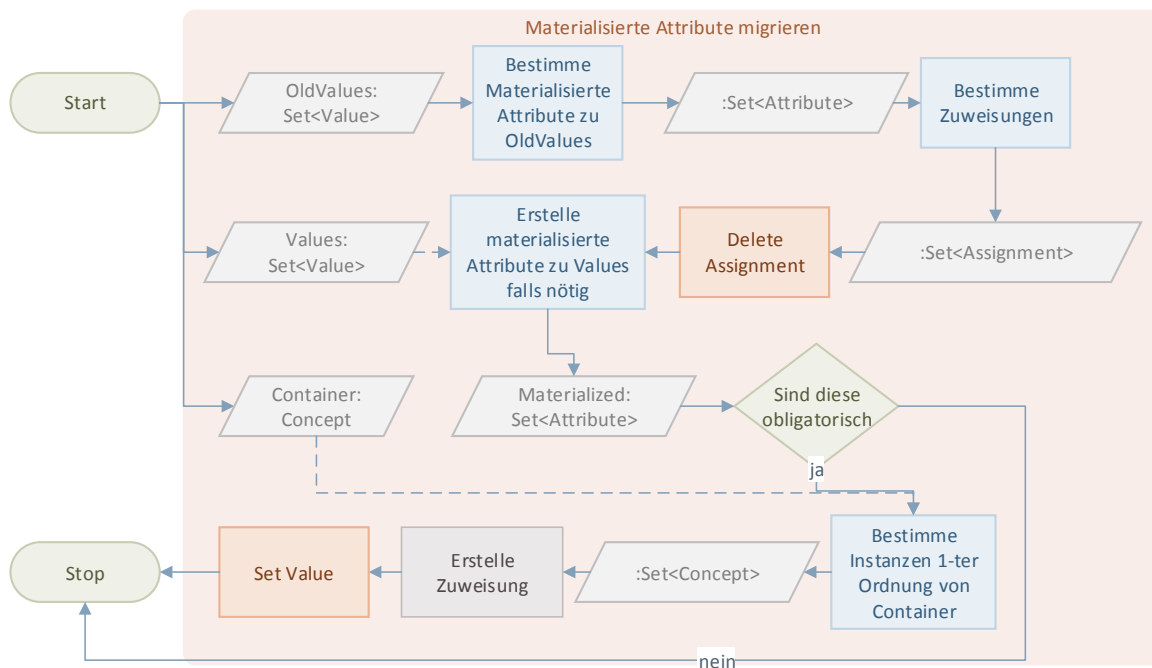 Materialisierte Attribute migrieren
Start
OldValues:
Set<Value>
Bestimme
Materialisierte
Attribute zu
OldValues
:Set<Attribute>
Bestimme
Zuweisungen
Values:
Set<Value>
Erstelle
materialisierte
Attribute zu Values
falls nötig
Delete
Assignment
:Set<Assignment>
Container:
Concept
Materialized:
Set<Attribute>
Sind diese
obligatorisch
ja
Stop
Set Value
Erstelle
Zuweisung
:Set<Concept>
Bestimme
Instanzen 1-ter
Ordnung von
Container
nein